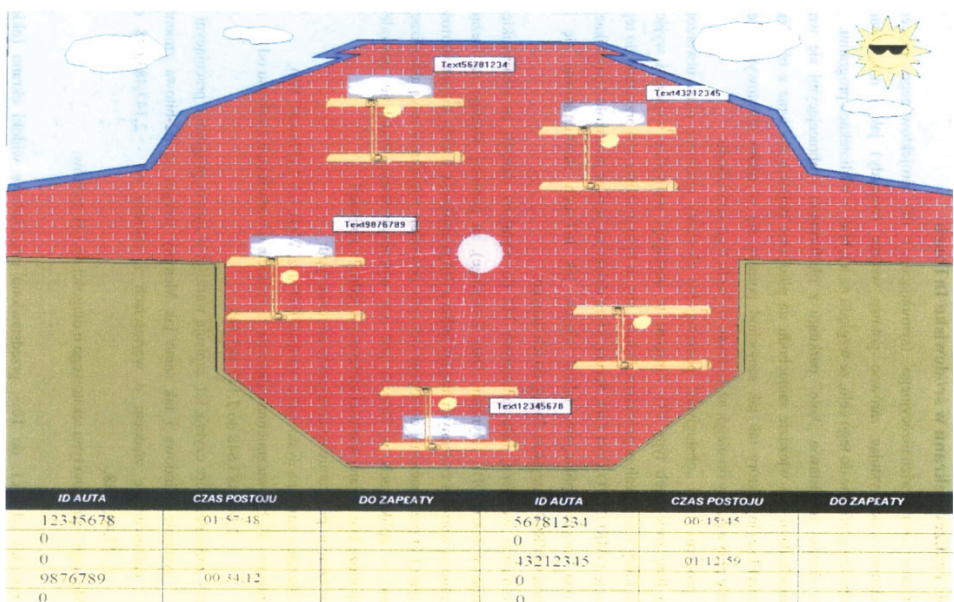 Text56781234
Text43212345
Text9876789
Text12345678
ID AUTA CZAS POSTOJU DO ZAPŁATY ID AUTA CZAS POSTOJU DO ZAPŁATY
12345678 01:57:48 56781234 00:45:45
0 0
0 43212345 01:12:59
9876789 00:34:12 0
0 0